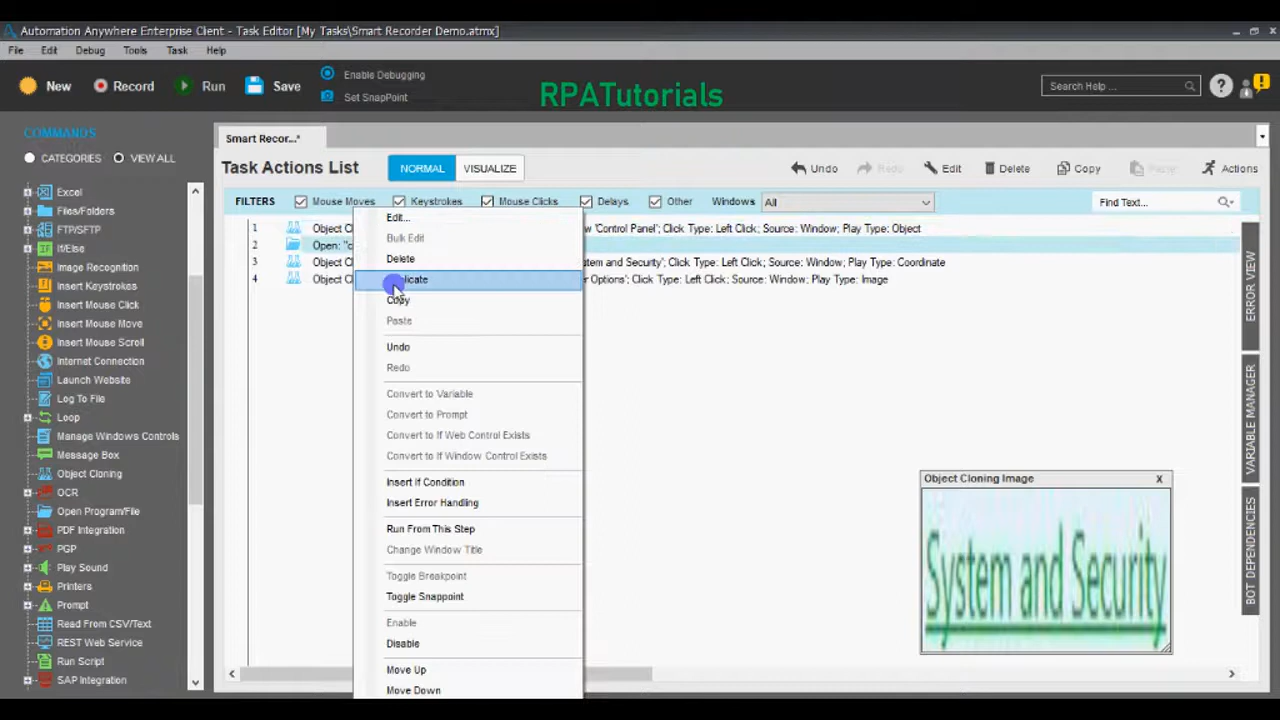 Automation Anywhere Enterprise Client - Task Editor [My Tasks\Smart Recorder Demo.atmx]
File Edit Debug Tools Task Help
New Record Run Save
Enable Debugging
Set SnapPoint
RPATutorials
Search Help ...
COMMANDS
CATEGORIES VIEW ALL
Excel
Files/Folders
FTP/SFTP
If/Else
Image Recognition
Insert Keystrokes
Insert Mouse Click
Insert Mouse Move
Insert Mouse Scroll
Internet Connection
Launch Website
Log To File
Loop
Manage Windows Controls
Message Box
Object Cloning
OCR
Open Program/File
PDF Integration
PGP
Play Sound
Printers
Prompt
Read From CSV/Text
REST Web Service
Run Script
SAP Integration
Smart Recor...*
Task Actions List NORMAL VISUALIZE Undo Redo Edit Delete Copy Paste Actions
FILTERS Mouse Moves Keystrokes Mouse Clicks Delays Other Windows All Find Text...
1 Object 'Control Panel'; Click Type: Left Click; Source: Window; Play Type: Object
2 Open:
3 Object and Security'; Click Type: Left Click; Source: Window; Play Type: Coordinate
4 Object Options'; Click Type: Left Click; Source: Window; Play Type: Image
Edit...
Bulk Edit
Delete
licate
Copy
Paste
Undo
Redo
Convert to Variable
Convert to Prompt
Convert to If Web Control Exists
Convert to If Window Control Exists
Insert If Condition
Insert Error Handling
Run From This Step
Change Window Title
Toggle Breakpoint
Toggle Snappoint
Enable
Disable
Move Up
Move Down
Object Cloning Image X
System and Security
ERROR VIEW
VARIABLE MANAGER
BOT DEPENDENCIES